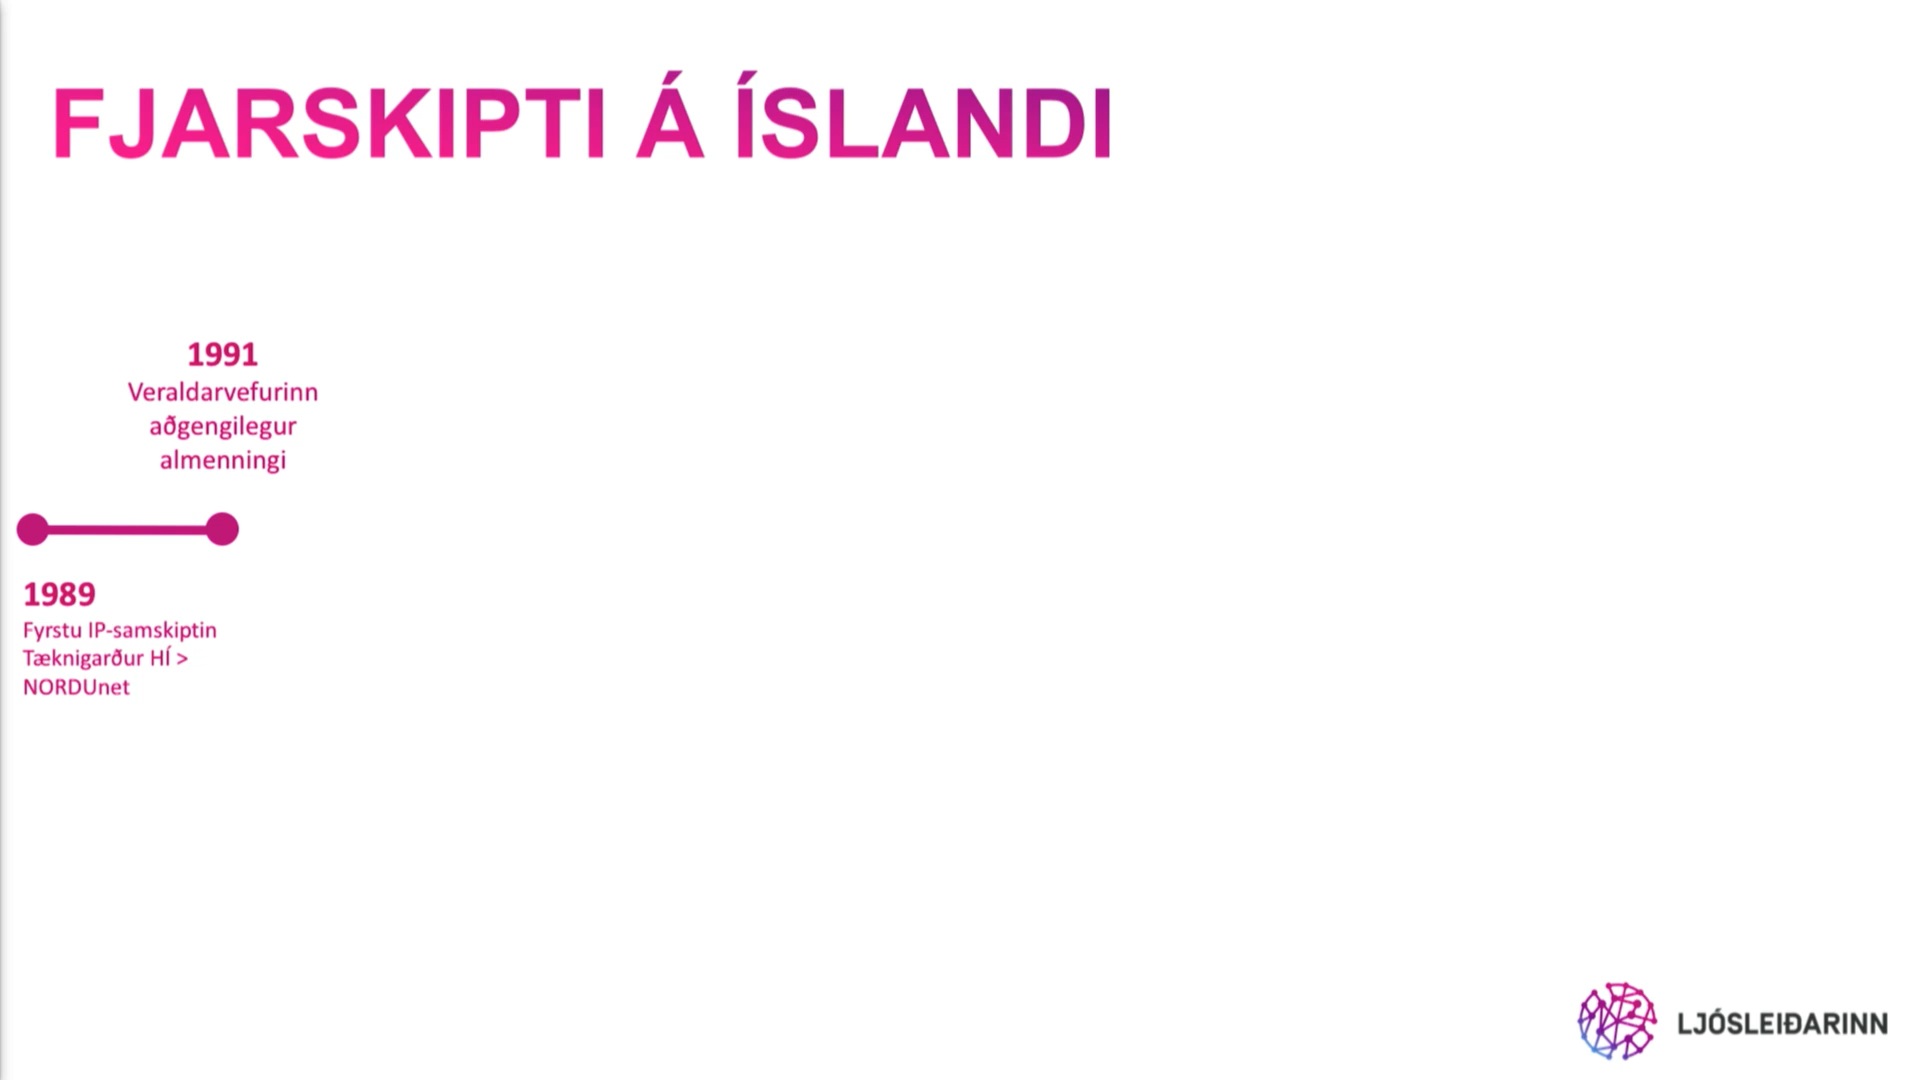 FJARSKIPTI Á ÍSLANDI
1991
Veraldarvefurinn
aðgengilegur
almenningi
1989
Fyrstu IP-samskiptin
Tæknigarður HÍ >
NORDUnet
LJÓSLEIÐARINN